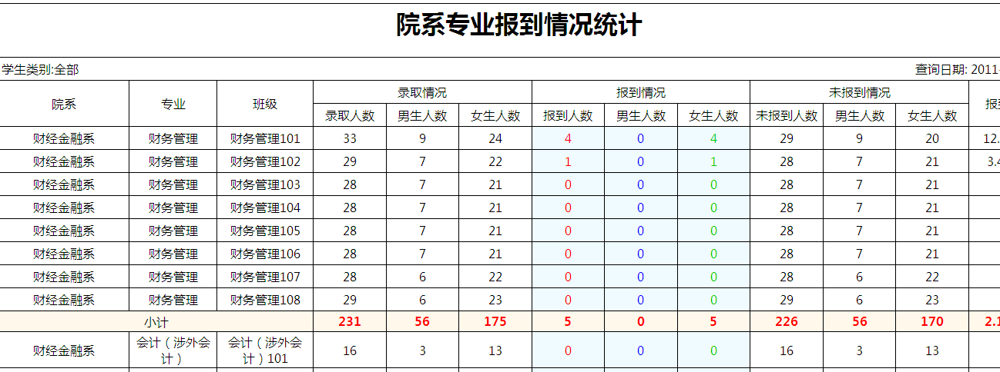 院系专业报到情况统计
学生类别:全部 查询日期: 2011-
院系 专业 班级 录取情况 报到情况 未报到情况 报到
录取人数 男生人数 女生人数 报到人数 男生人数 女生人数 未报到人数 男生人数 女生人数
财经金融系 财务管理 财务管理101 33 9 24 4 0 4 29 9 20 12.
财经金融系 财务管理 财务管理102 29 7 22 1 0 1 28 7 21 3.4
财经金融系 财务管理 财务管理103 28 7 21 0 0 0 28 7 21
财经金融系 财务管理 财务管理104 28 7 21 0 0 0 28 7 21
财经金融系 财务管理 财务管理105 28 7 21 0 0 0 28 7 21
财经金融系 财务管理 财务管理106 28 7 21 0 0 0 28 7 21
财经金融系 财务管理 财务管理107 28 6 22 0 0 0 28 6 22
财经金融系 财务管理 财务管理108 29 6 23 0 0 0 29 6 23
小计 231 56 175 5 0 5 226 56 170 2.1
财经金融系 会计（涉外会 会计（涉外会 16 3 13 0 0 0 16 3 13
计） 计）101